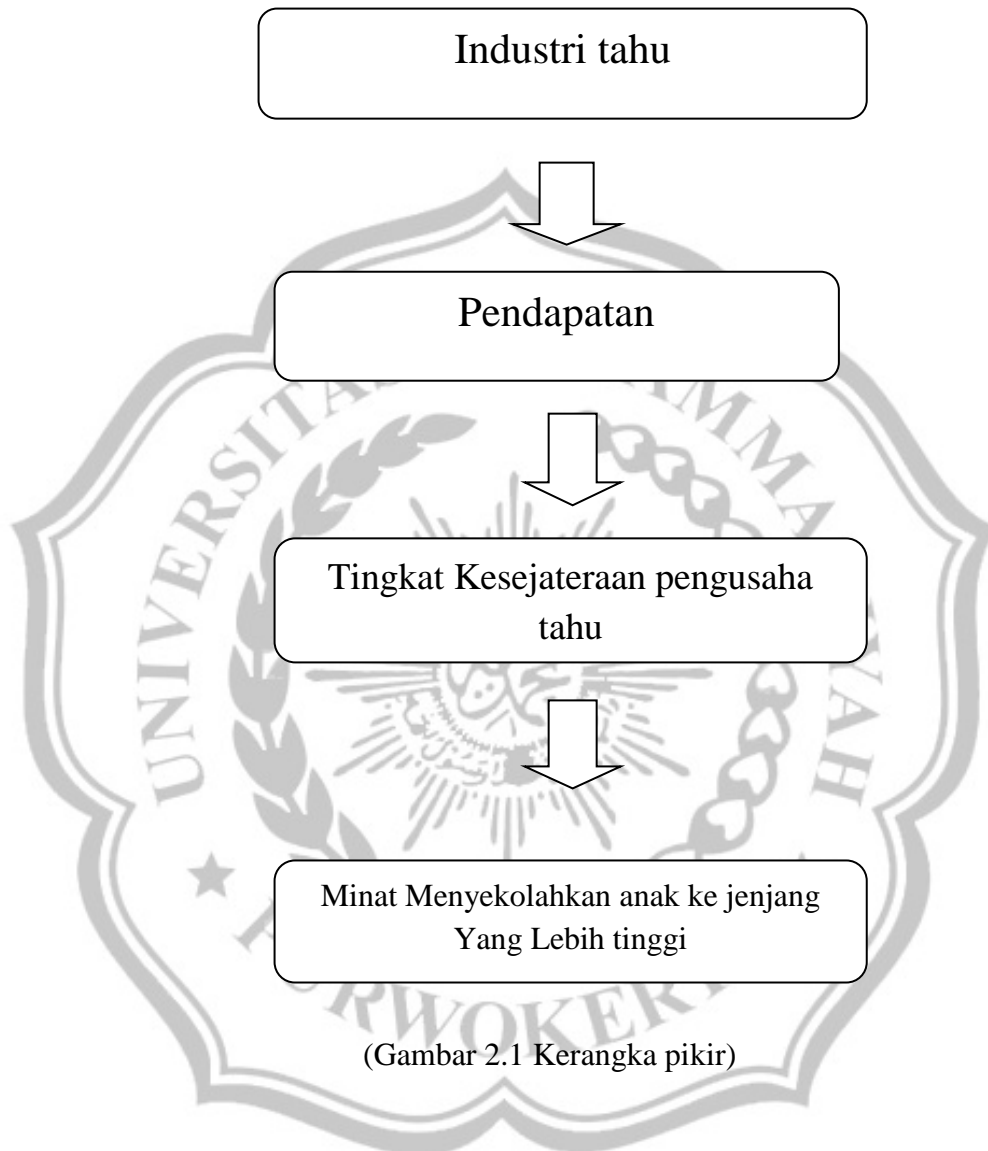 Industri tahu
Pendapatan
Tingkat Kesejateraan pengusaha
tahu
Minat Menyekolahkan anak ke jenjang
Yang Lebih tinggi
(Gambar 2.1 Kerangka pikir)